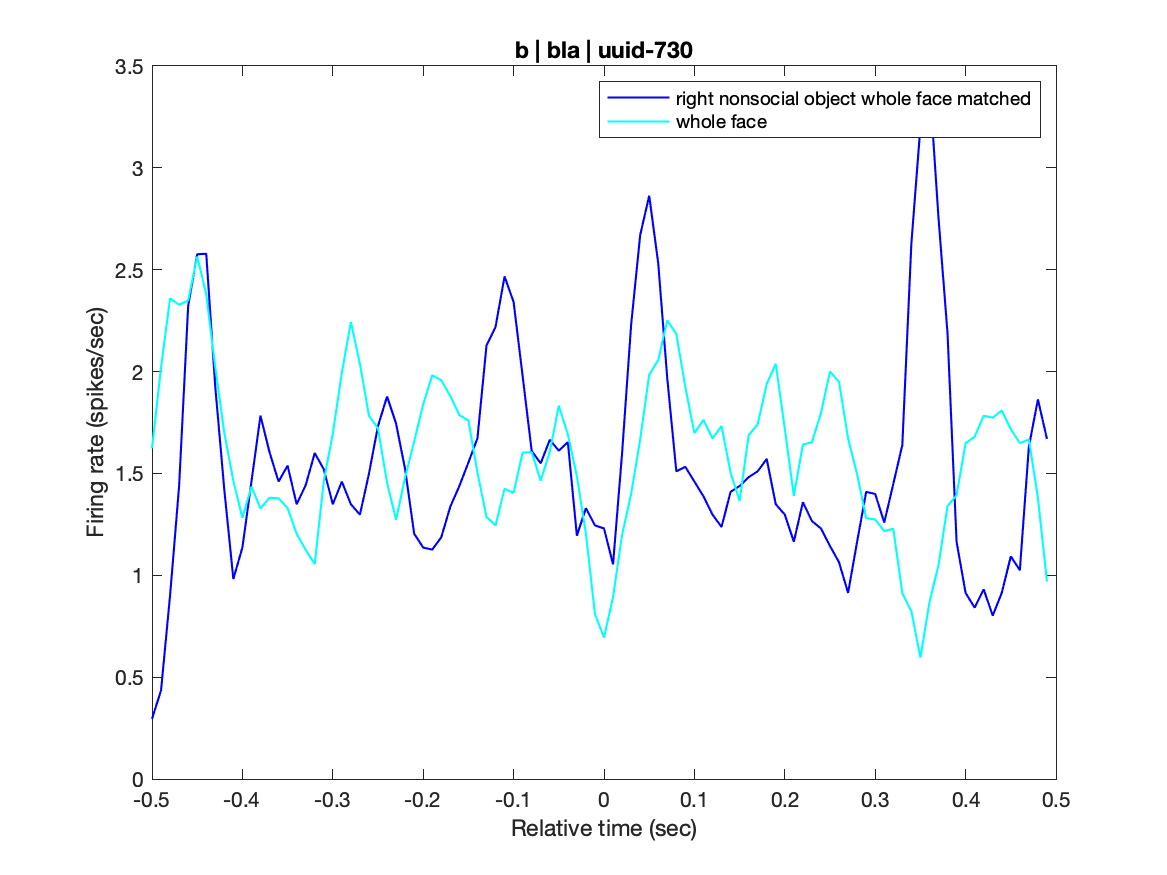 b | bla | uuid-730
3.5
3
2.5
2
1.5
1
0.5
0
right nonsocial object whole face matched
whole face
Firing rate (spikes/sec)
-0.5 -0.4 -0.3 -0.2 -0.1 0 0.1 0.2 0.3 0.4 0.5
Relative time (sec)